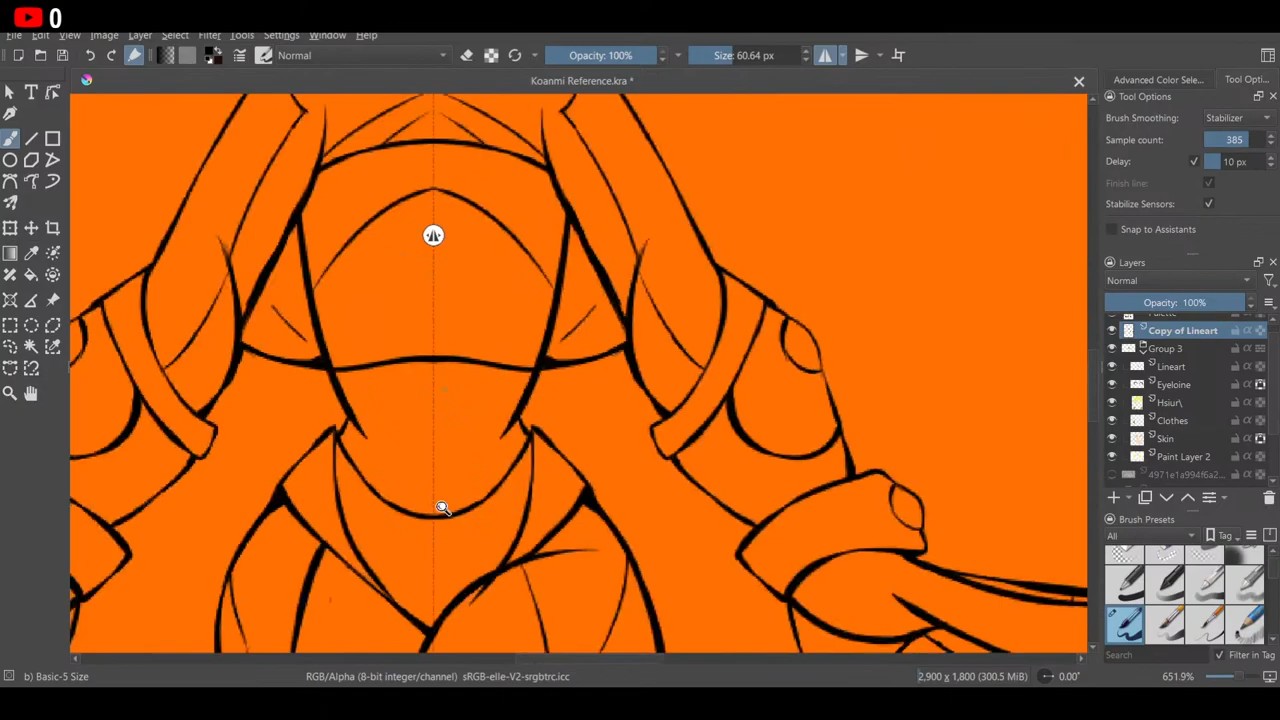 0
File Edit View Image Layer Select Filter Tools Settings Window Help
Normal Opacity: 100% Size: 60.64 px
Koanmi Reference.kra *
Advanced Color Sele... Tool Opti...
Tool Options
Brush Smoothing: Stabilizer
Sample count: 385
Delay: 10 px
Finish line:
Stabilize Sensors:
Snap to Assistants
Layers
Normal
Opacity: 100%
Palette
Copy of Lineart
Group 3
Lineart
Eyeloine
Hsiur\
Clothes
Skin
Paint Layer 2
4971e1a994f6a2...
Brush Presets
All Tag
Search Filter in Tag
b) Basic-5 Size RGB/Alpha (8-bit integer/channel) sRGB-elle-V2-srgbtrc.icc 2,900 x 1,800 (300.5 MiB) 0.00° 651.9%